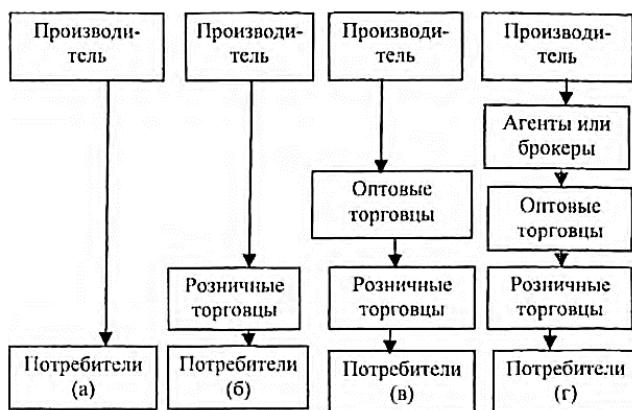 Производи-
тель
Производи-
тель
Производи-
тель
Производи-
тель
Агенты или
брокеры
Оптовые
торговцы
Оптовые
торговцы
Розничные
торговцы
Розничные
торговцы
Розничные
торговцы
Потребители
(а)
Потребители
(б)
Потребители
(в)
Потребители
(г)